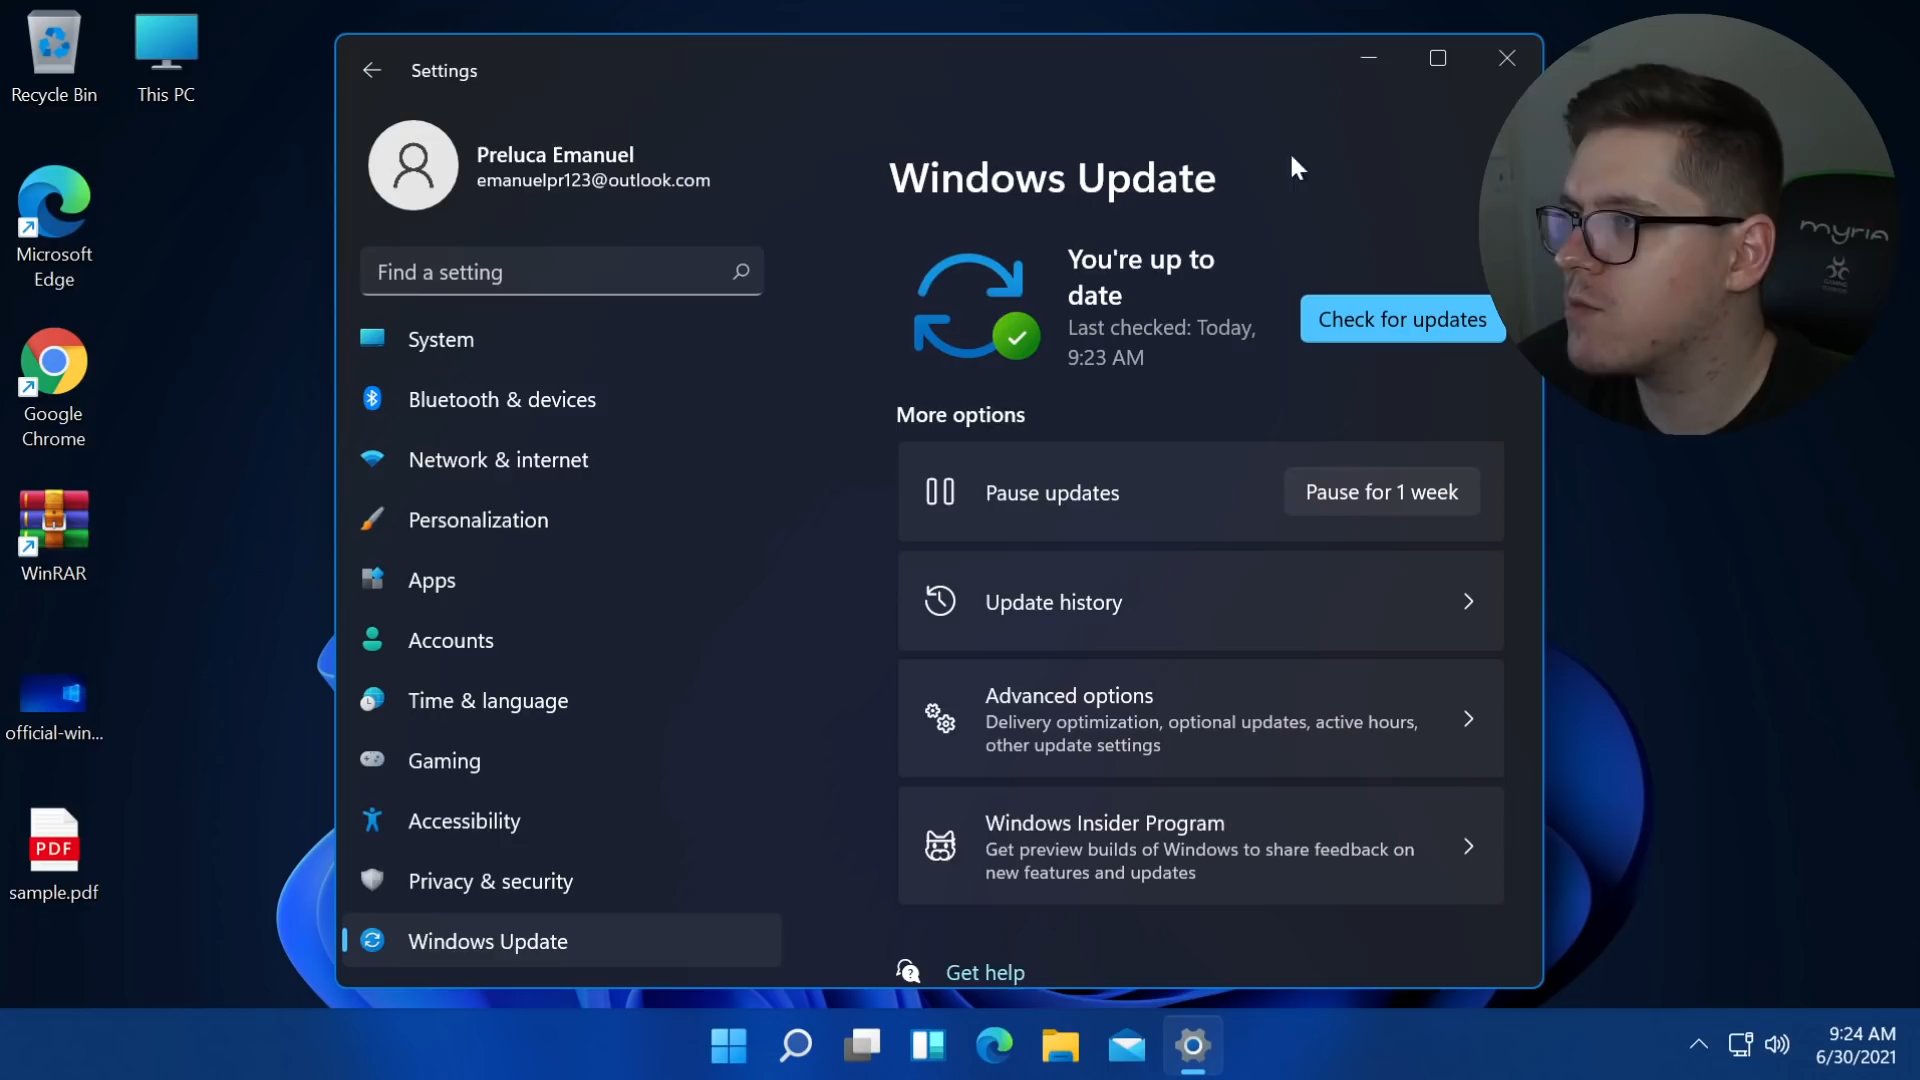 Recycle Bin
This PC
Microsoft
Edge
Google
Chrome
WinRAR
official-win...
PDF
sample.pdf
Settings
Preluca Emanuel
emanuelpr123@outlook.com
Find a setting
System
Bluetooth & devices
Network & internet
Personalization
Apps
Accounts
Time & language
Gaming
Accessibility
Privacy & security
Windows Update
Windows Update
You're up to
date
Last checked: Today,
9:23 AM
Check for updates
More options
Pause updates
Pause for 1 week
Update history
Advanced options
Delivery optimization, optional updates, active hours,
other update settings
Windows Insider Program
Get preview builds of Windows to share feedback on
new features and updates
Get help
myria
9:24 AM
6/30/2021